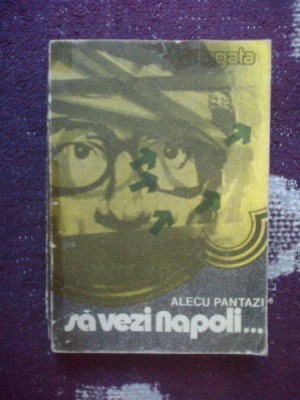 ALECU PANTAZI
să vezi napoli...